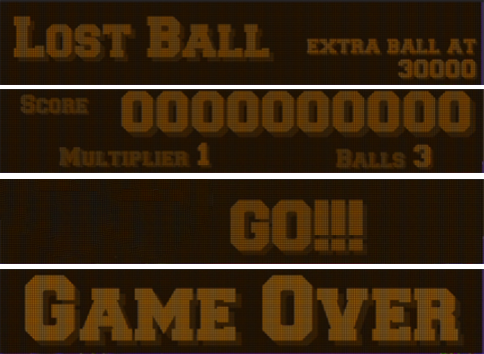 Lost Ball
EXTRA BALL AT
30000
Score 0000000000
Multiplier 1 Balls 3
GO!!!
Game Over